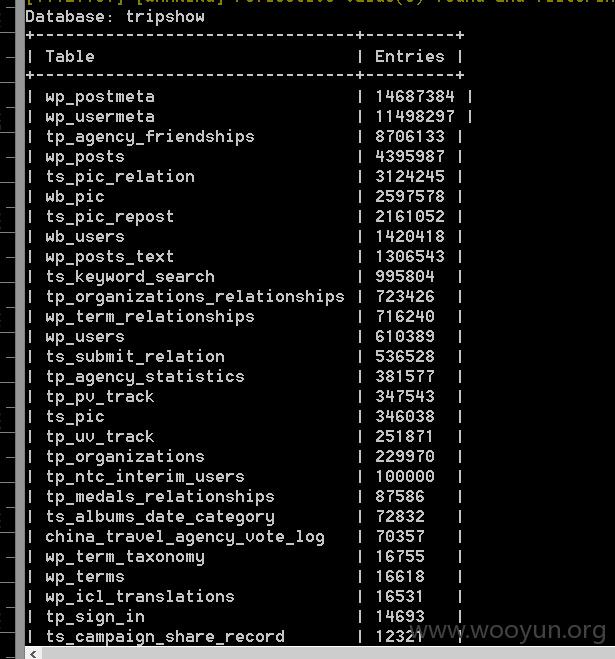 Database: tripshow
+--------------------------------+---------+
| Table | Entries |
+--------------------------------+---------+
| wp_postmeta | 14687384 |
| wp_usermeta | 11498297 |
| tp_agency_friendships | 8706133 |
| wp_posts | 4395987 |
| ts_pic_relation | 3124245 |
| wb_pic | 2597578 |
| ts_pic_repost | 2161052 |
| wb_users | 1420418 |
| wp_posts_text | 1306543 |
| ts_keyword_search | 995804 |
| tp_organizations_relationships | 723426 |
| wp_term_relationships | 716240 |
| wp_users | 610389 |
| ts_submit_relation | 536528 |
| tp_agency_statistics | 381577 |
| tp_pv_track | 347543 |
| ts_pic | 346038 |
| tp_uv_track | 251871 |
| tp_organizations | 229970 |
| tp_ntc_interim_users | 100000 |
| tp_medals_relationships | 87586 |
| ts_albums_date_category | 72832 |
| china_travel_agency_vote_log | 70357 |
| wp_term_taxonomy | 16755 |
| wp_terms | 16618 |
| wp_icl_translations | 16531 |
| tp_sign_in | 14693 |
| ts_campaign_share_record | 12321 |
www.wooyun.org